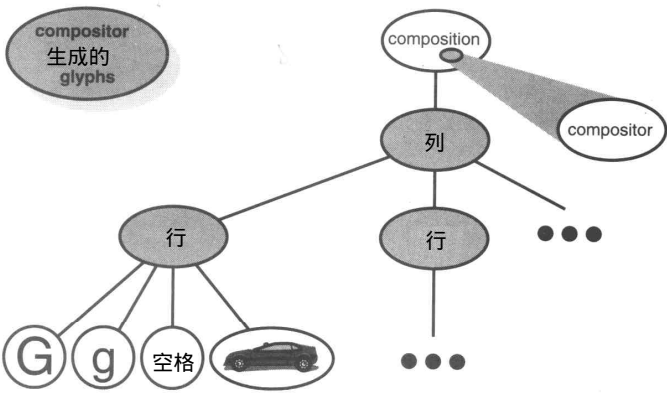 compositor
生成的
glyphs
composition
compositor
列
行
行
G
g
空格